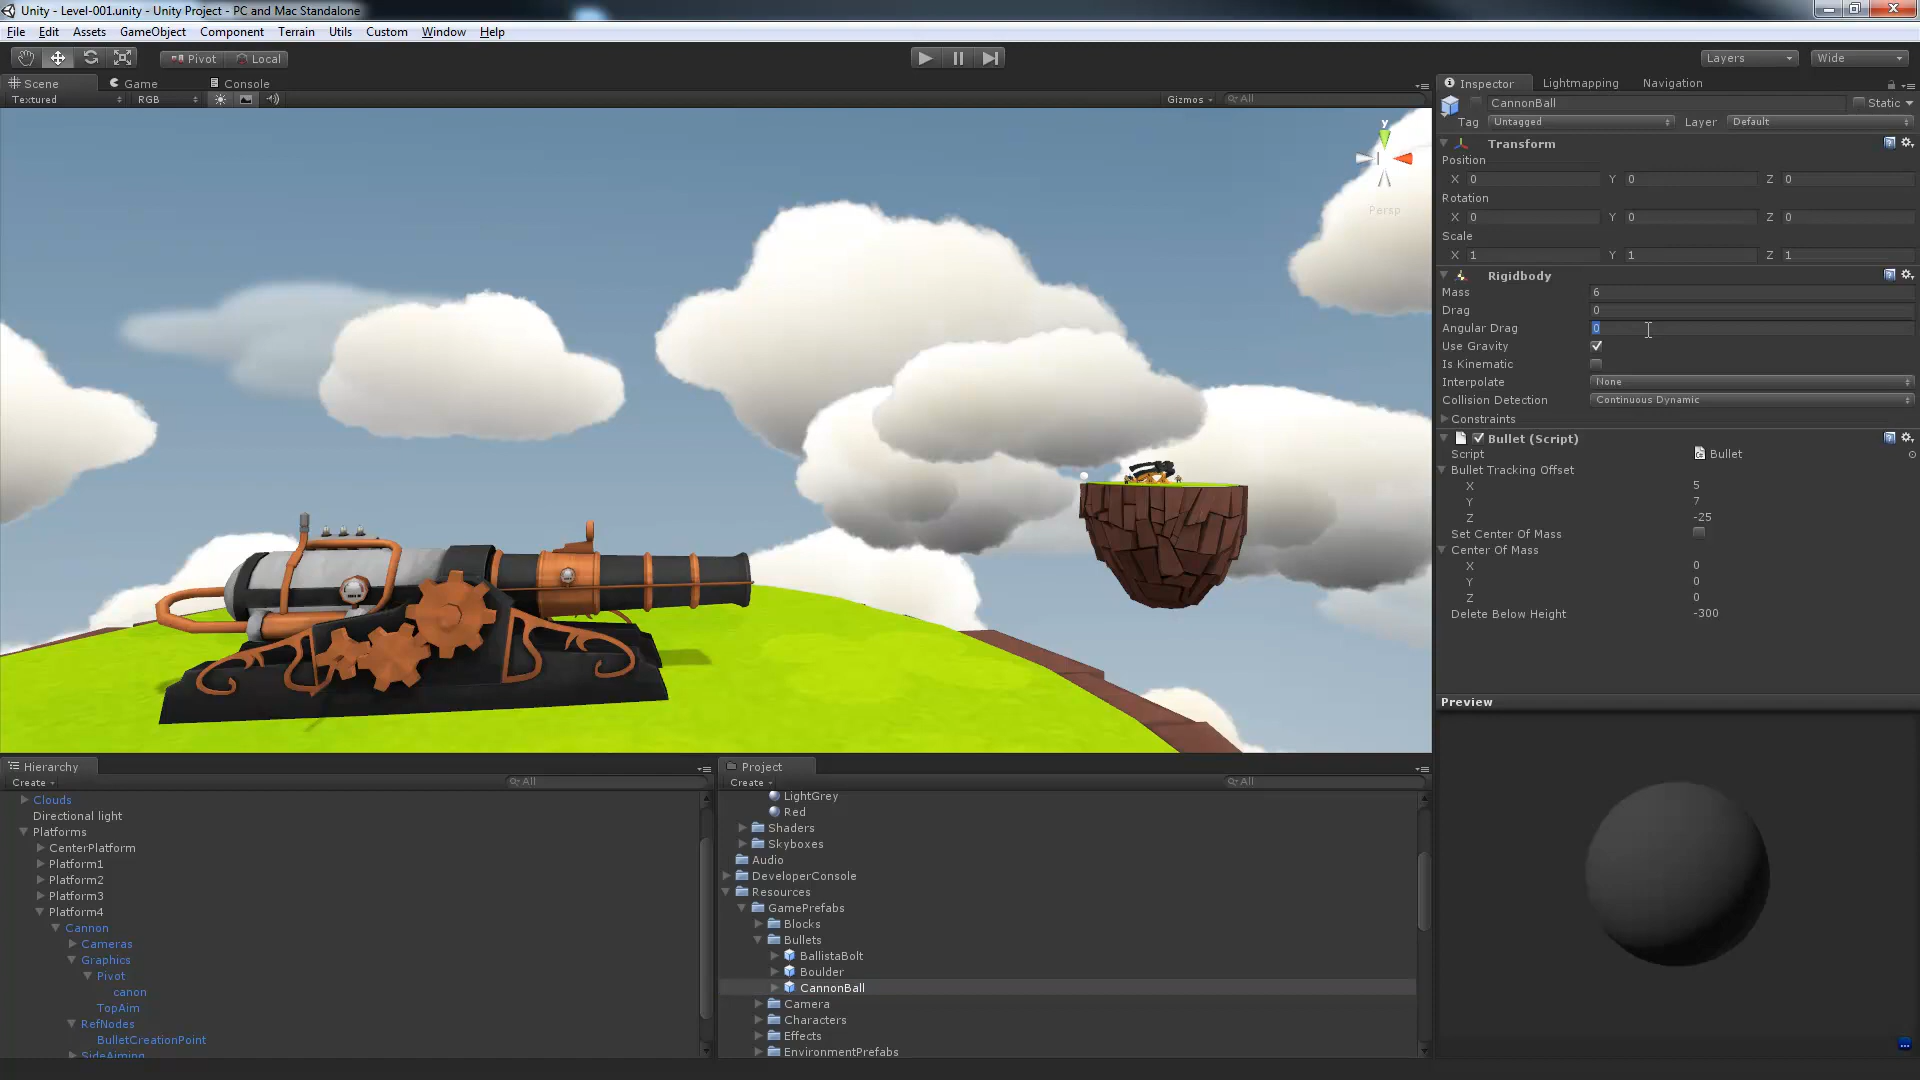 Unity - Level-001.unity - Unity Project - PC and Mac Standalone
File Edit Assets GameObject Component Terrain Utils Custom Window Help
Pivot Local Layers Wide
Scene Game Console Inspector Lightmapping Navigation
Textured RGB Gizmos All
CannonBall Static
Tag Untagged Layer Default
y
Persp
Transform
Position
X 0 Y 0 Z 0
Rotation
X 0 Y 0 Z 0
Scale
X 1 Y 1 Z 1
Rigidbody
Mass 6
Drag 0
Angular Drag 0
Use Gravity
Is Kinematic
Interpolate None
Collision Detection Continuous Dynamic
Constraints
Bullet (Script)
Script Bullet
Bullet Tracking Offset
X 5
Y 7
Z -25
Set Center Of Mass
Center Of Mass
X 0
Y 0
Z 0
Delete Below Height -300
Preview
Hierarchy
Create All
Clouds
Directional light
Platforms
CenterPlatform
Platform1
Platform2
Platform3
Platform4
Cannon
Cameras
Graphics
Pivot
canon
TopAim
RefNodes
BulletCreationPoint
SideAiming
Project
Create All
LightGrey
Red
Shaders
Skyboxes
Audio
DeveloperConsole
Resources
GamePrefabs
Blocks
Bullets
BallistaBolt
Boulder
CannonBall
Camera
Characters
Effects
EnvironmentPrefabs